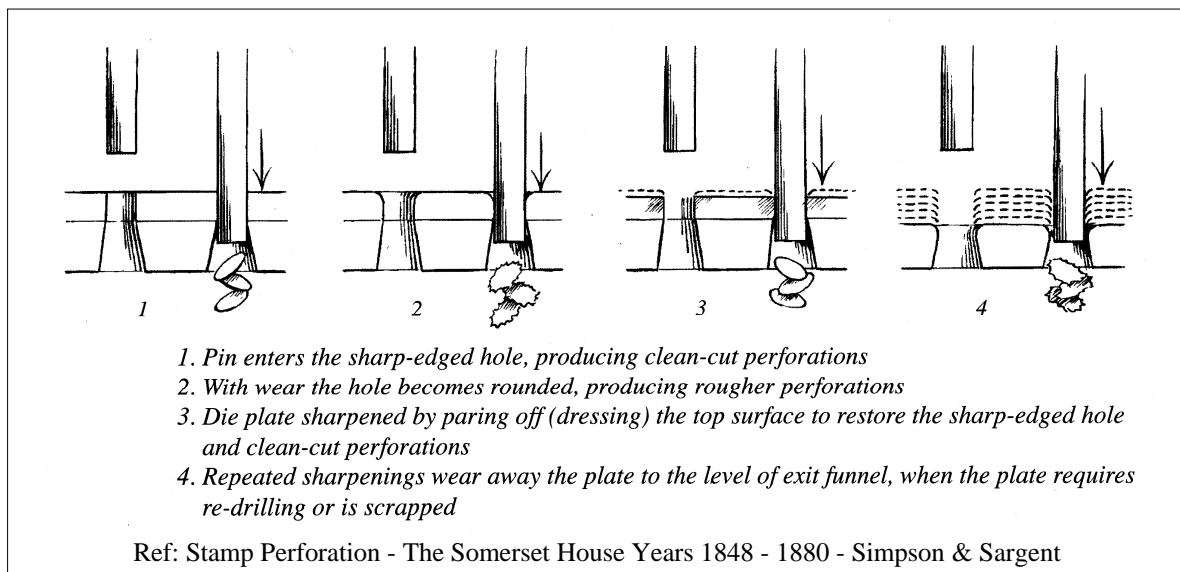 1 2 3 4
1. Pin enters the sharp-edged hole, producing clean-cut perforations
2. With wear the hole becomes rounded, producing rougher perforations
3. Die plate sharpened by paring off (dressing) the top surface to restore the sharp-edged hole
and clean-cut perforations
4. Repeated sharpenings wear away the plate to the level of exit funnel, when the plate requires
re-drilling or is scrapped
Ref: Stamp Perforation - The Somerset House Years 1848 - 1880 - Simpson & Sargent